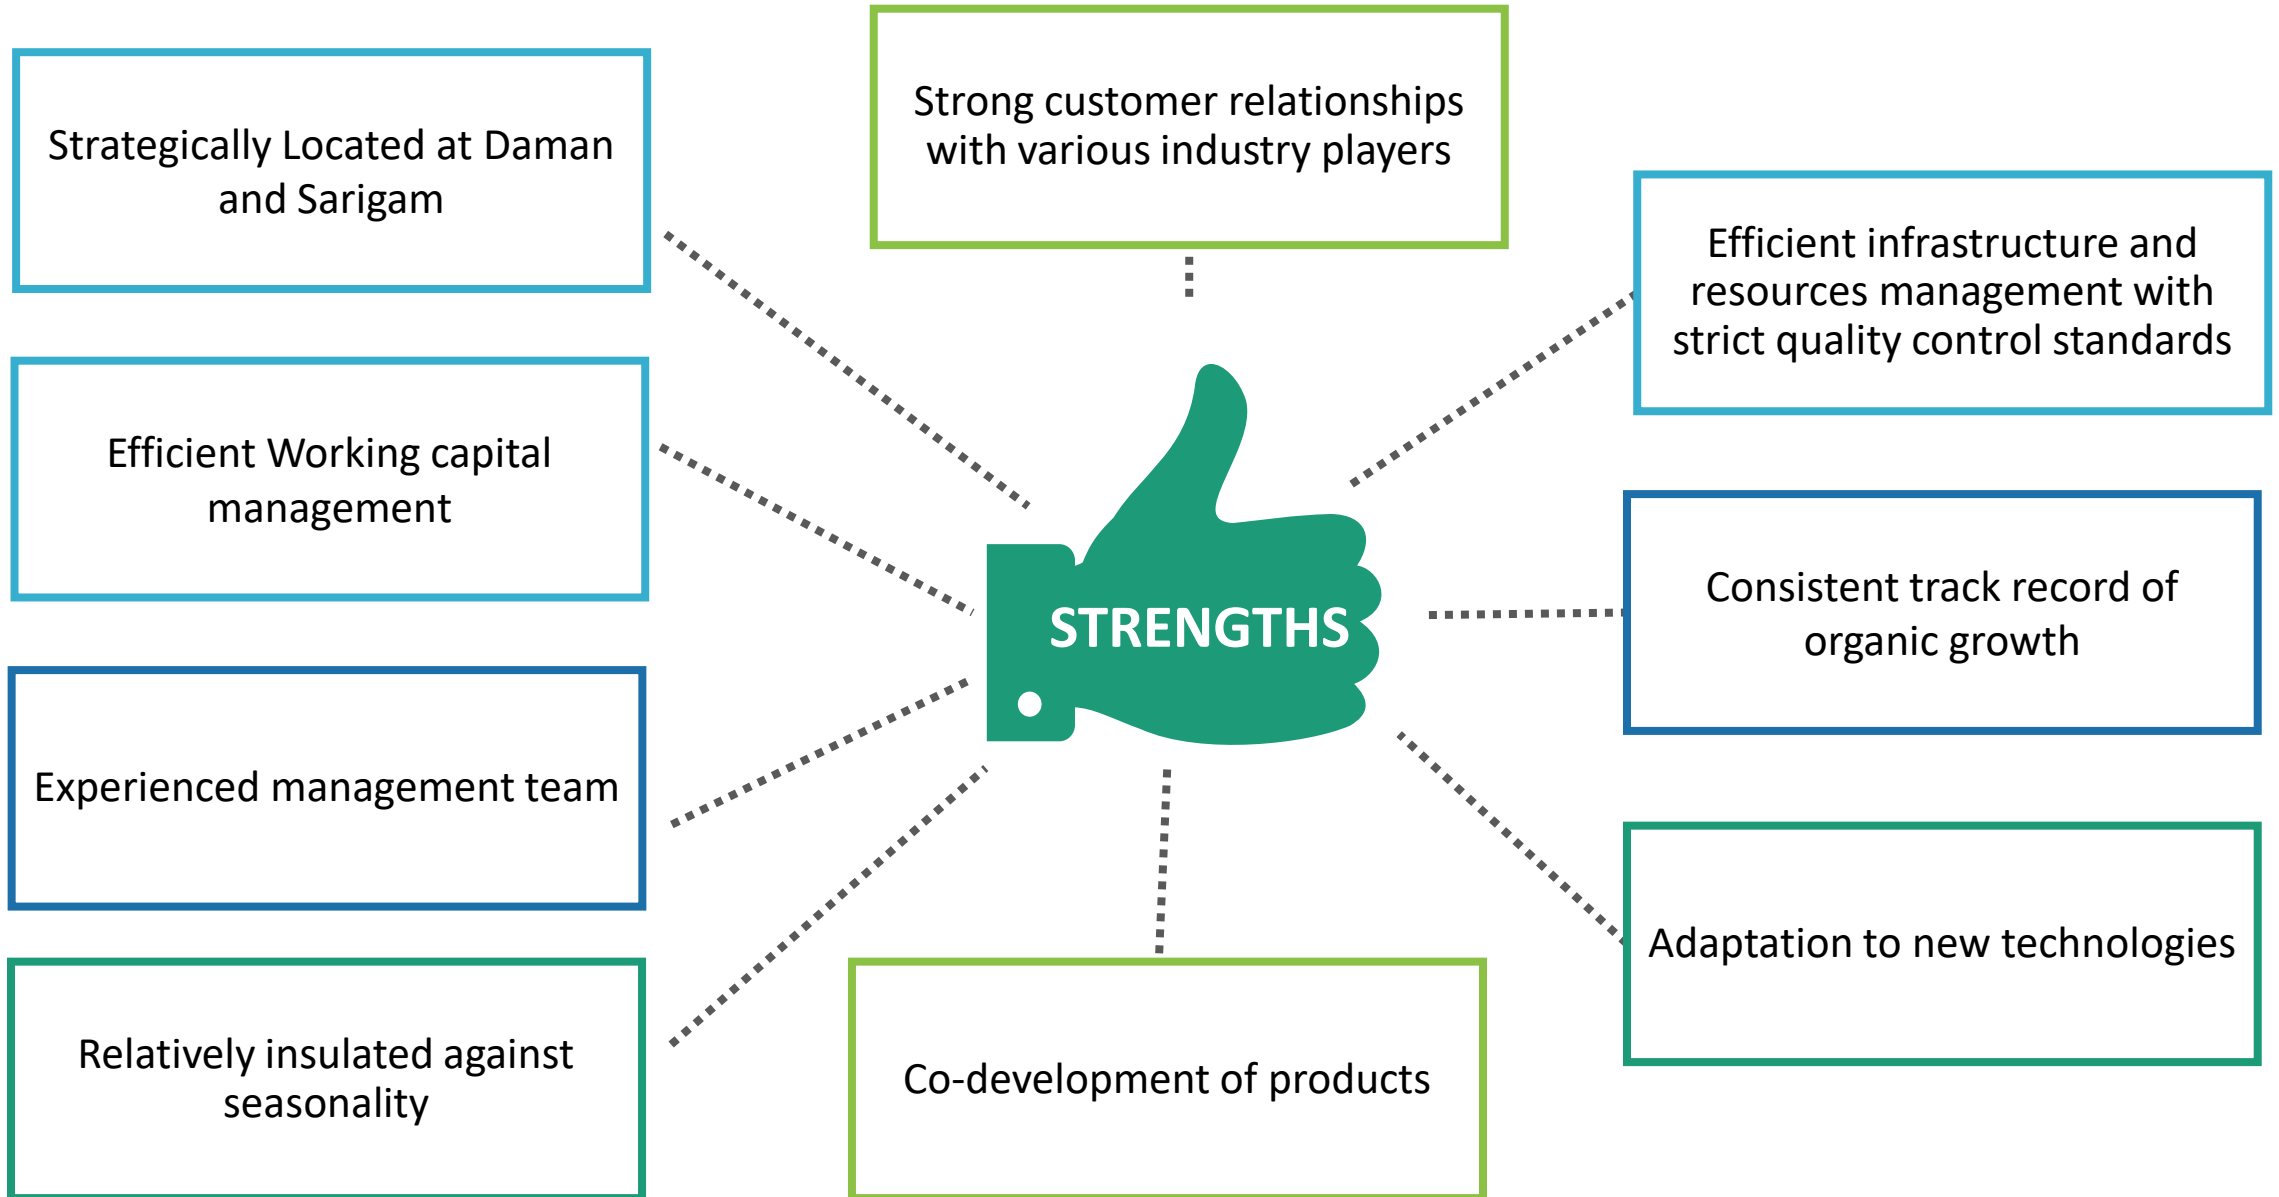 Strategically Located at Daman
and Sarigam
Strong customer relationships
with various industry players
Efficient infrastructure and
resources management with
strict quality control standards
Efficient Working capital
management
STRENGTHS
Consistent track record of
organic growth
Experienced management team
Adaptation to new technologies
Relatively insulated against
seasonality
Co-development of products